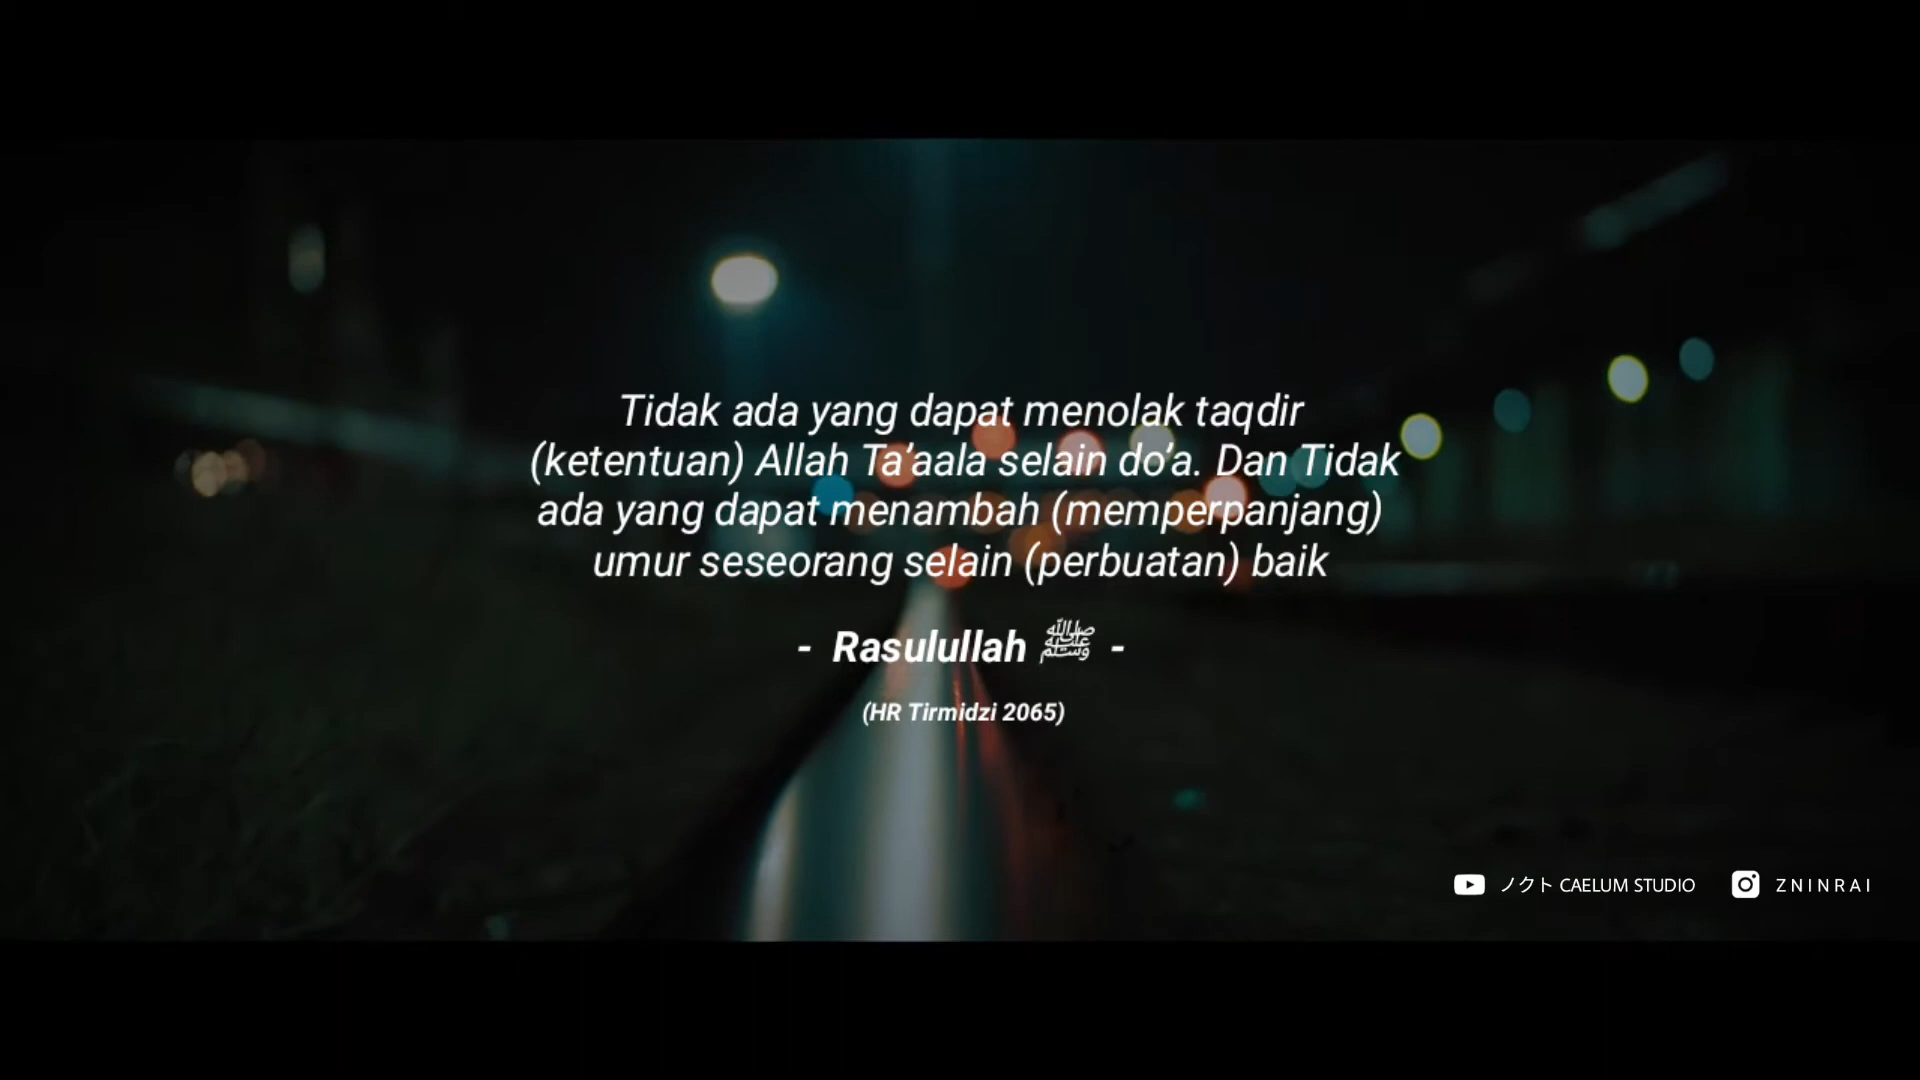 Tidak ada yang dapat menolak taqdir
(ketentuan) Allah Ta’aala selain do’a. Dan Tidak
ada yang dapat menambah (memperpanjang)
umur seseorang selain (perbuatan) baik
- Rasulullah ﷺ -
(HR Tirmidzi 2065)
ノクト CAELUM STUDIO ZNINRAI